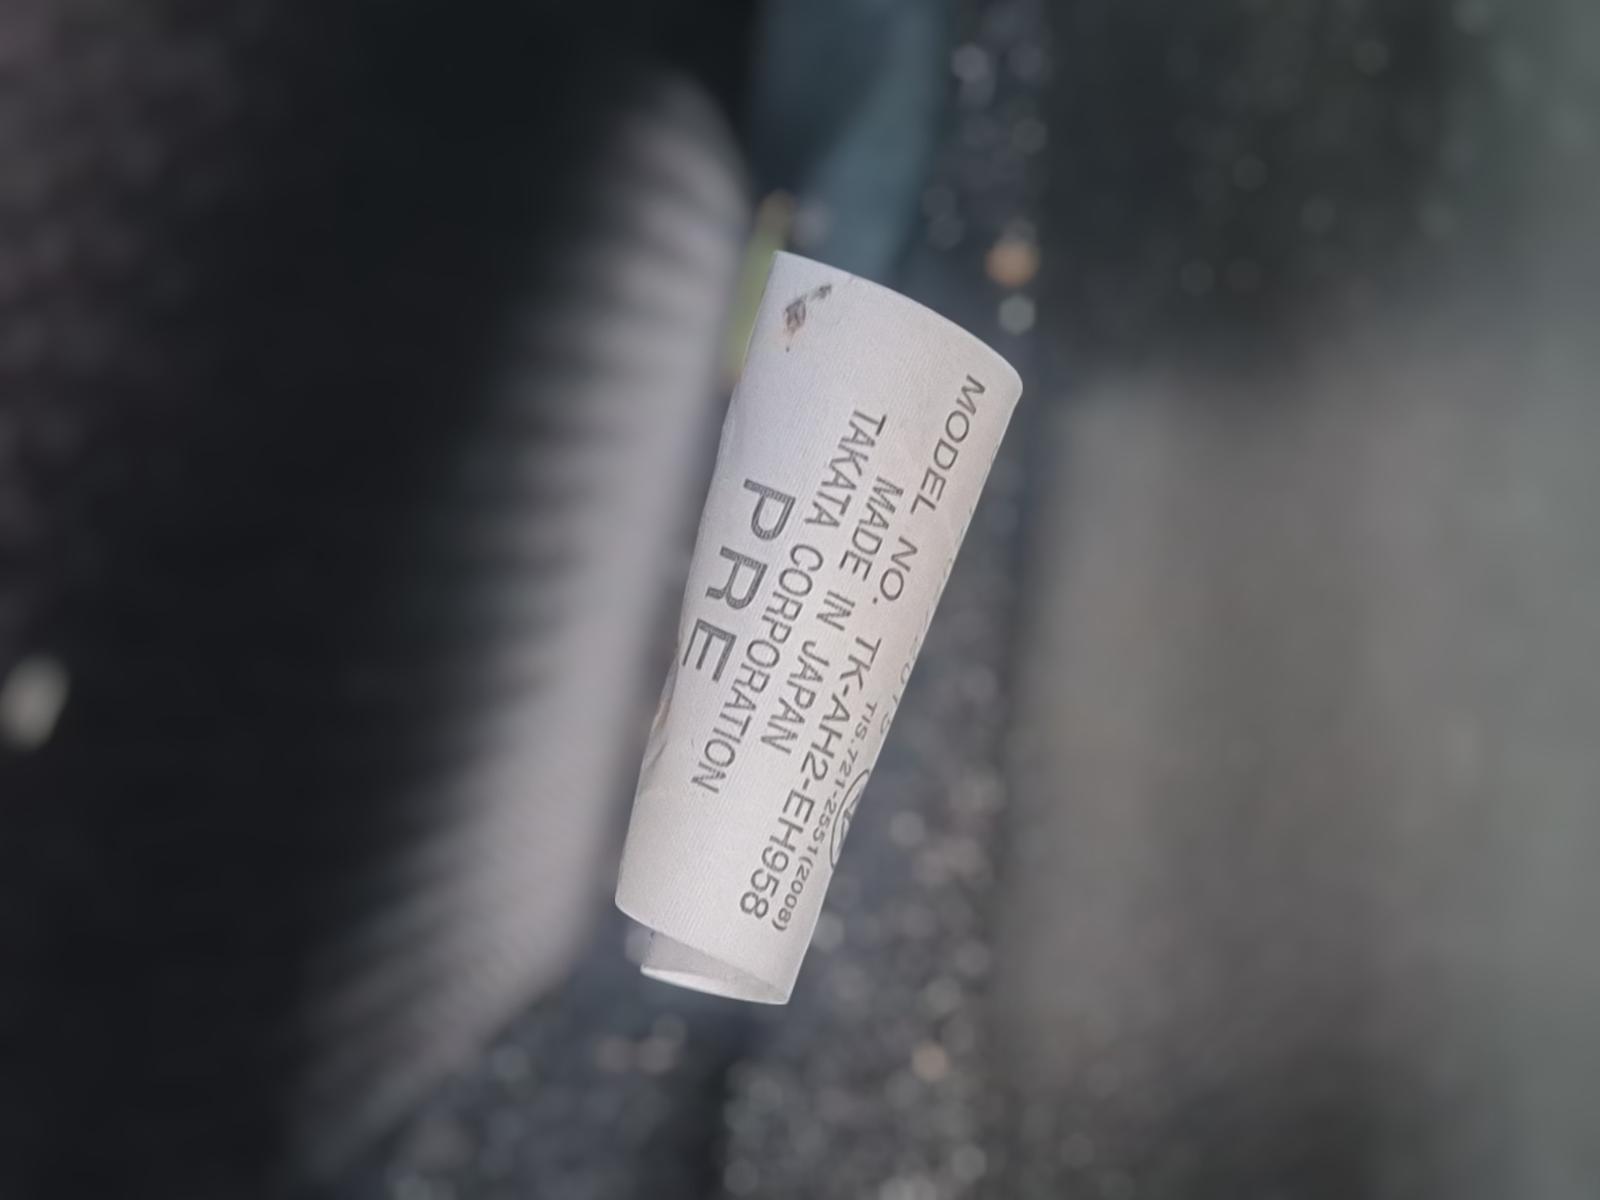 PRE
TAKATA CORPORATION
MADE IN JAPAN
MODEL NO. TK-AH2-EH958
TIS.721-2551(2008)